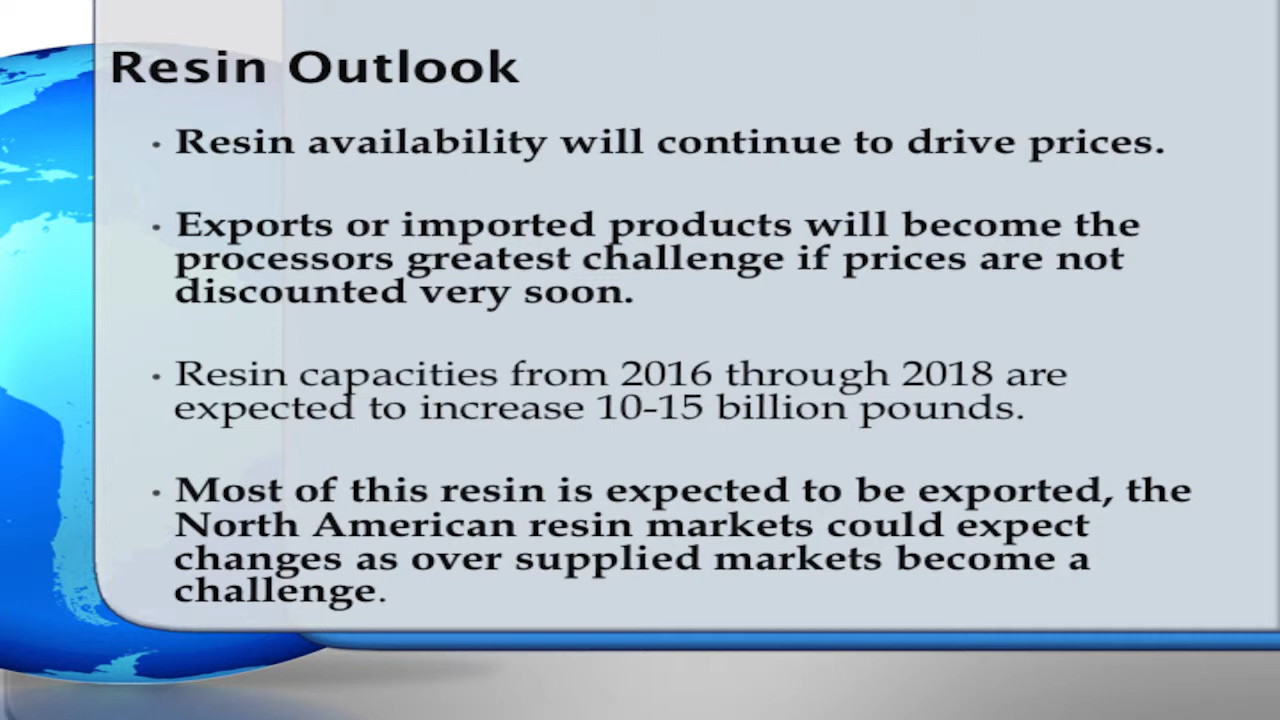 Resin Outlook
• Resin availability will continue to drive prices.
• Exports or imported products will become the
processors greatest challenge if prices are not
discounted very soon.
• Resin capacities from 2016 through 2018 are
expected to increase 10-15 billion pounds.
• Most of this resin is expected to be exported, the
North American resin markets could expect
changes as over supplied markets become a
challenge.